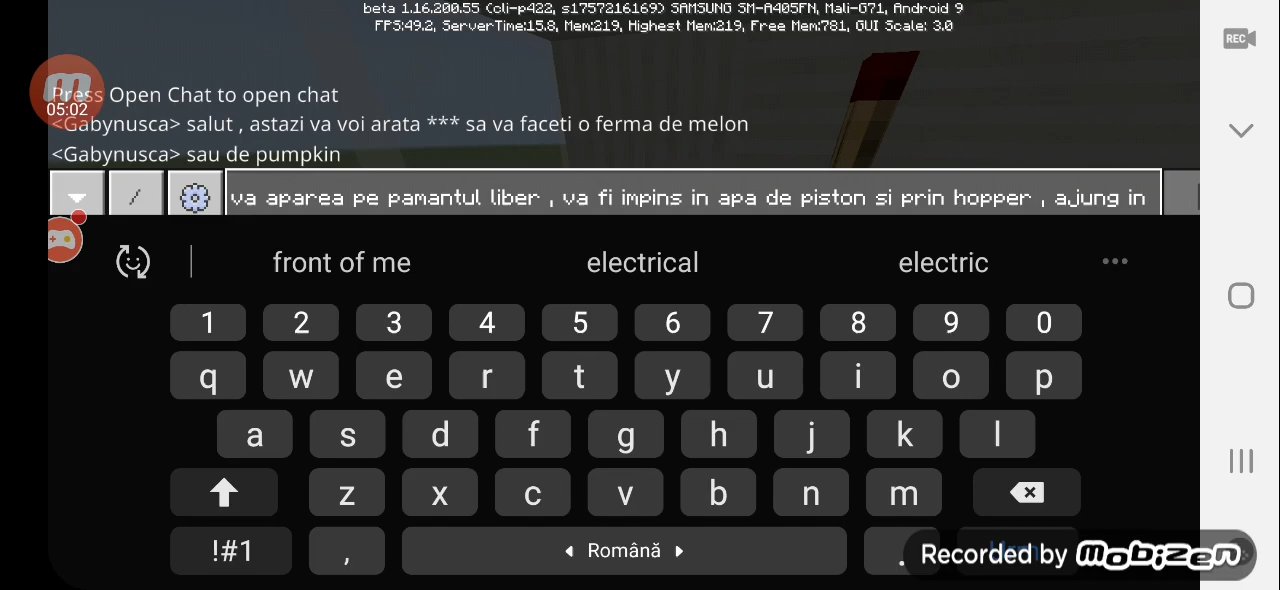 beta 1.16.200.55 (cli-p422, s1757216169) SAMSUNG SM-A405FN, Mali-G71, Android 9
FPS:49.2, ServerTime:15.8, Mem:219, Highest Mem:219, Free Mem:781, GUI Scale: 3.0
REC
Press Open Chat to open chat
05:02
<Gabynusca> salut , astazi va voi arata *** sa va faceti o ferma de melon
<Gabynusca> sau de pumpkin
/ va aparea pe pamantul liber , va fi impins in apa de piston si prin hopper , ajung in
front of me electrical electric •••
1 2 3 4 5 6 7 8 9 0
q w e r t y u i o p
a s d f g h j k l
z x c v b n m
!#1 , Română .
Recorded by mobizen